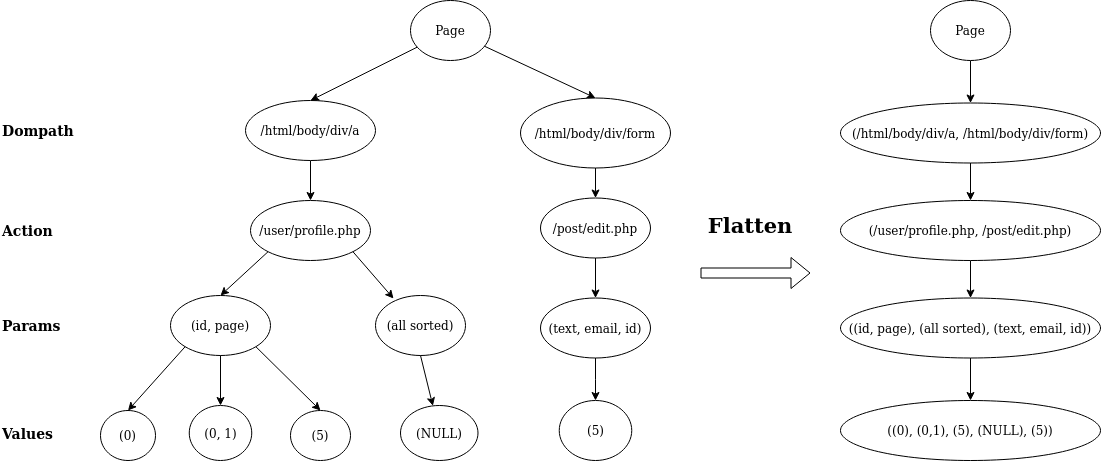 Page
Page
Dompath
/html/body/div/a
/html/body/div/form
(/html/body/div/a, /html/body/div/form)
Action
/user/profile.php
/post/edit.php
Flatten
(/user/profile.php, /post/edit.php)
Params
(id, page)
(all sorted)
(text, email, id)
((id, page), (all sorted), (text, email, id))
Values
(0)
(0, 1)
(5)
(NULL)
(5)
((0), (0,1), (5), (NULL), (5))